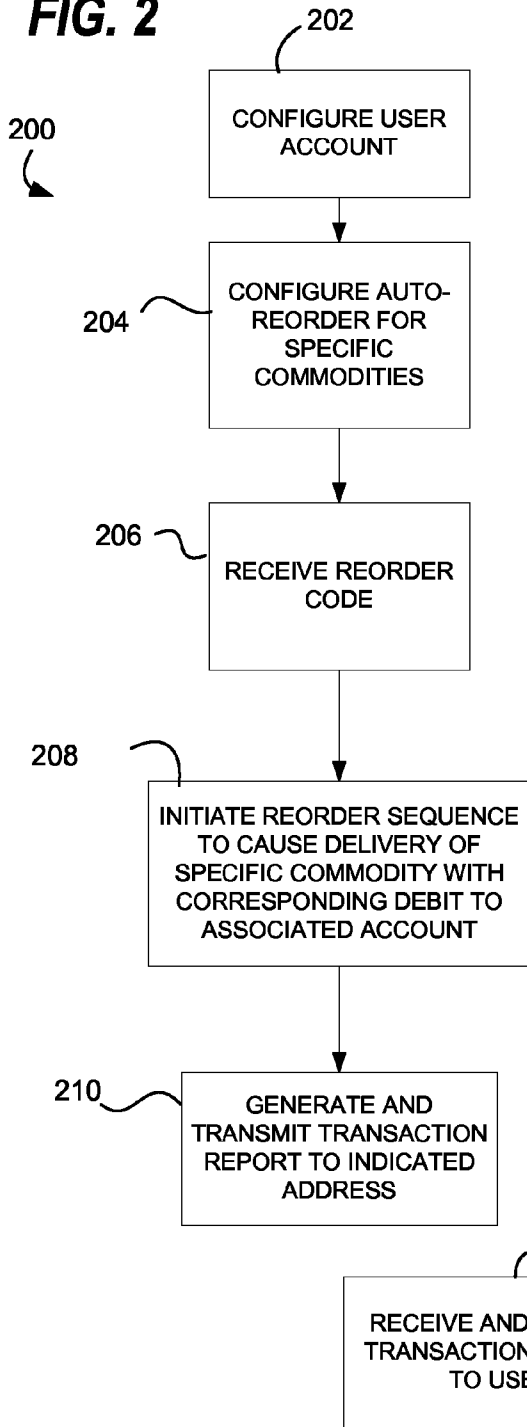 FIG. 2
202
200
CONFIGURE USER
ACCOUNT
204
CONFIGURE AUTO-
REORDER FOR
SPECIFIC
COMMODITIES
206
RECEIVE REORDER
CODE
208
INITIATE REORDER SEQUENCE
TO CAUSE DELIVERY OF
SPECIFIC COMMODITY WITH
CORRESPONDING DEBIT TO
ASSOCIATED ACCOUNT
210
GENERATE AND
TRANSMIT TRANSACTION
REPORT TO INDICATED
ADDRESS
RECEIVE AND
TRANSACTION
TO